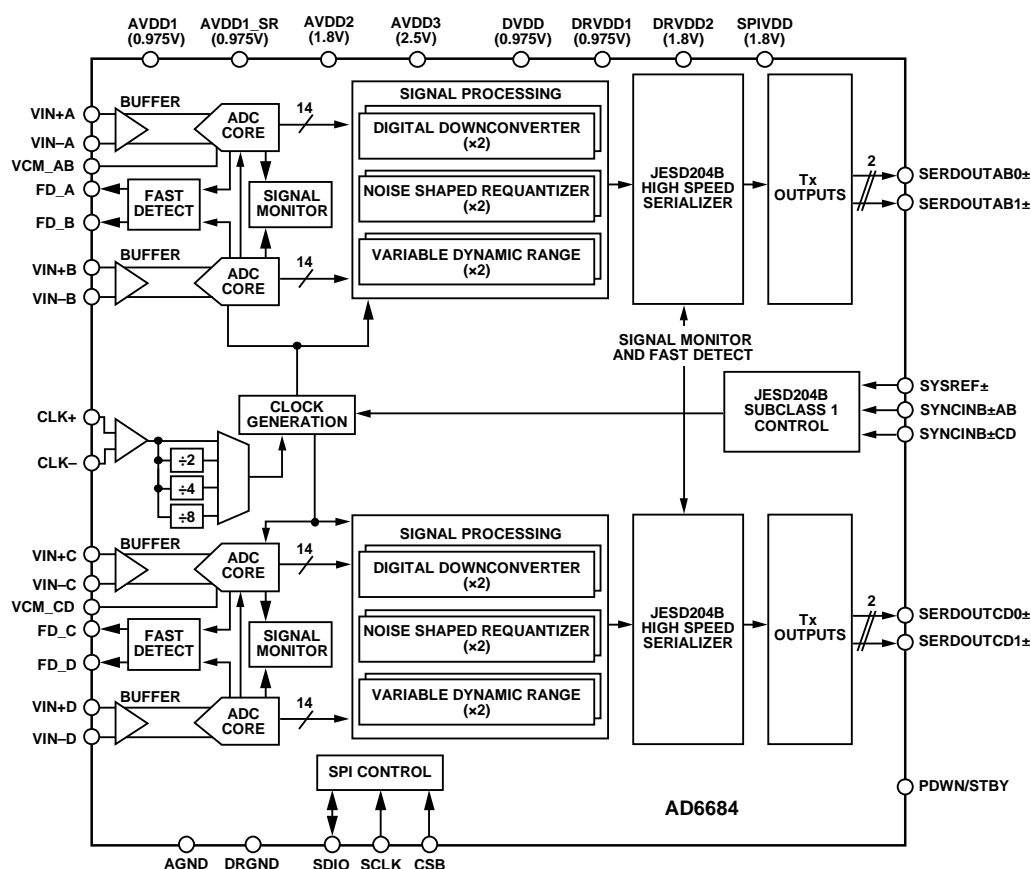 AVDD1
(0.975V)
AVDD1_SR
(0.975V)
AVDD2
(1.8V)
AVDD3
(2.5V)
DVDD
(0.975V)
DRVDD1
(0.975V)
DRVDD2
(1.8V)
SPIVDD
(1.8V)
VIN+A
VIN–A
VCM_AB
FD_A
FD_B
VIN+B
VIN–B
BUFFER
ADC
CORE
14
FAST
DETECT
SIGNAL
MONITOR
BUFFER
ADC
CORE
14
SIGNAL PROCESSING
DIGITAL DOWNCONVERTER
(×2)
NOISE SHAPED REQUANTIZER
(×2)
VARIABLE DYNAMIC RANGE
(×2)
JESD204B
HIGH SPEED
SERIALIZER
Tx
OUTPUTS
2
SERDOUTAB0±
SERDOUTAB1±
SIGNAL MONITOR
AND FAST DETECT
CLK+
CLK–
÷2
÷4
÷8
CLOCK
GENERATION
JESD204B
SUBCLASS 1
CONTROL
SYSREF±
SYNCINB±AB
SYNCINB±CD
VIN+C
VIN–C
VCM_CD
FD_C
FD_D
VIN+D
VIN–D
BUFFER
ADC
CORE
14
FAST
DETECT
SIGNAL
MONITOR
BUFFER
ADC
CORE
14
SIGNAL PROCESSING
DIGITAL DOWNCONVERTER
(×2)
NOISE SHAPED REQUANTIZER
(×2)
VARIABLE DYNAMIC RANGE
(×2)
JESD204B
HIGH SPEED
SERIALIZER
Tx
OUTPUTS
2
SERDOUTCD0±
SERDOUTCD1±
SPI CONTROL
AD6684
PDWN/STBY
AGND
DRGND
SDIO
SCLK
CSB